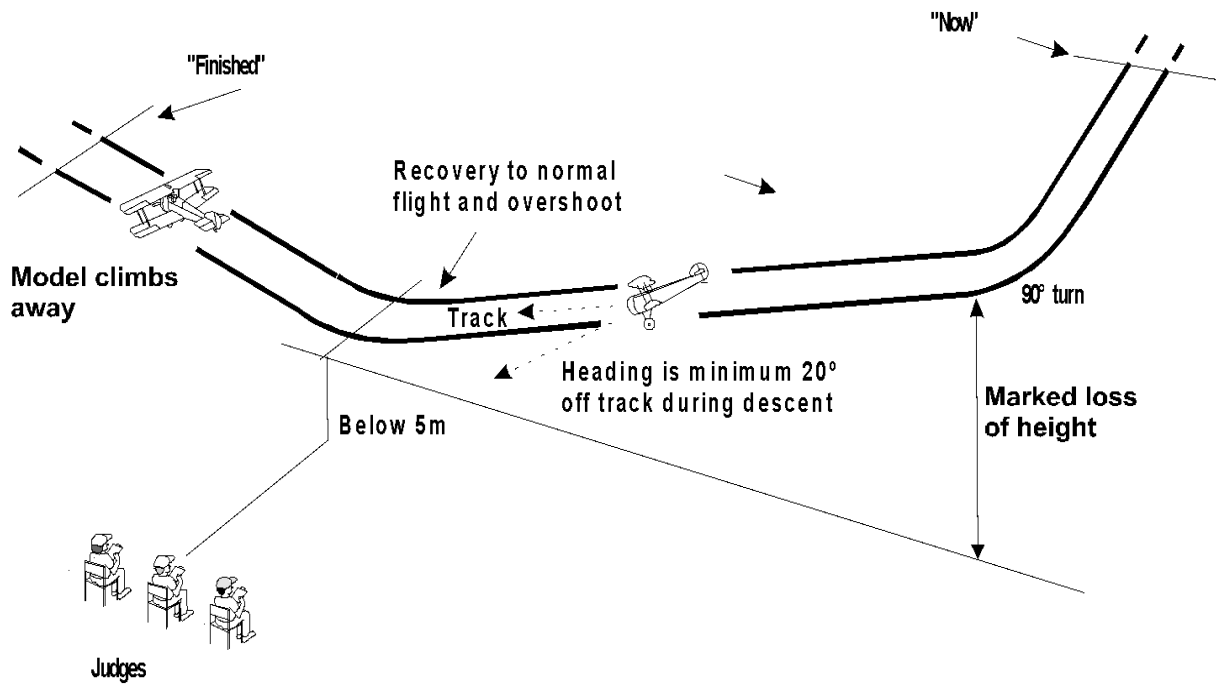 "Now"
"Finished"
Recovery to normal
flight and overshoot
Model climbs
away
Track
90° turn
Heading is minimum 20º
off track during descent
Marked loss
of height
Below 5m
Judges